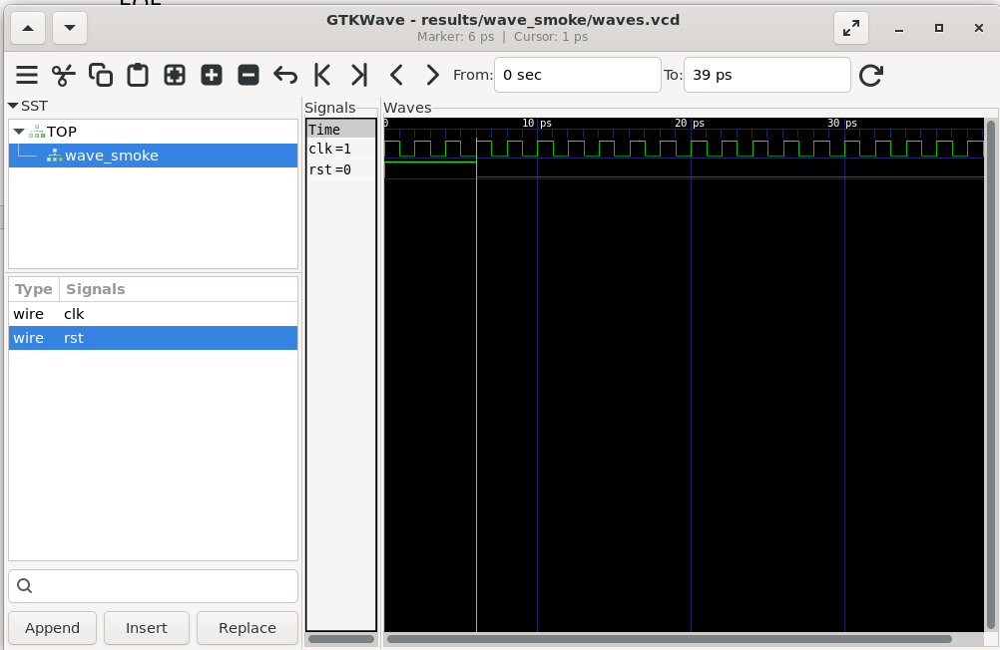 EOF
GTKWave - results/wave_smoke/waves.vcd
Marker: 6 ps | Cursor: 1 ps
From: 0 sec To: 39 ps
SST
TOP
wave_smoke
Type Signals
wire clk
wire rst
Append Insert Replace
Signals
Time
clk=1
rst=0
Waves
0 10 ps 20 ps 30 ps